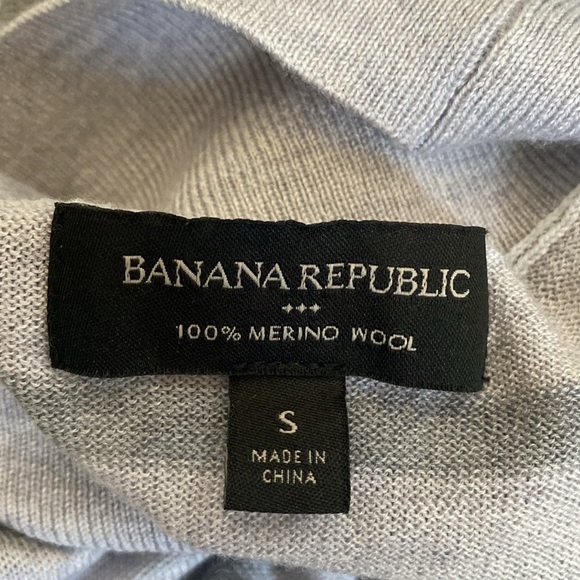 BANANA REPUBLIC
100% MERINO WOOL
S
MADE IN
CHINA